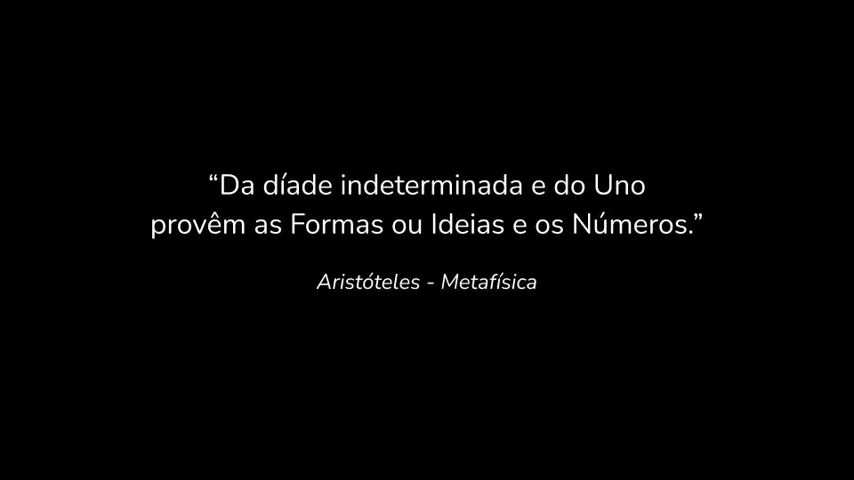 “Da díade indeterminada e do Uno
provêm as Formas ou Ideias e os Números.”
Aristóteles - Metafísica